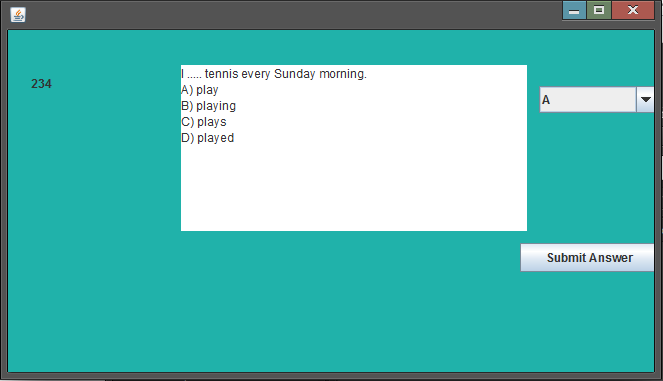 234
I ..... tennis every Sunday morning.
A) play
B) playing
C) plays
D) played
A
Submit Answer